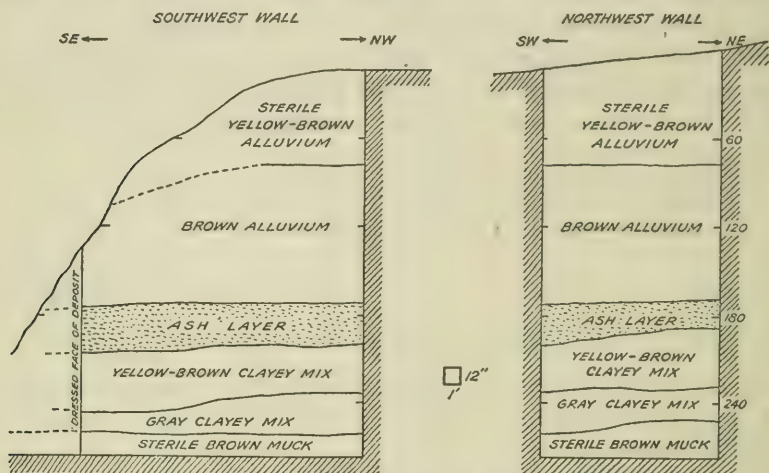 SOUTHWEST WALL
SE
NW
STERILE
YELLOW-BROWN
ALLUVIUM
BROWN ALLUVIUM
ASH LAYER
YELLOW-BROWN CLAYEY MIX
GRAY CLAYEY MIX
STERILE BROWN MUCK
DRESSED FACE OF DEPOSIT
12"
1'
NORTHWEST WALL
SW
NE
STERILE
YELLOW-BROWN
ALLUVIUM
60
BROWN ALLUVIUM
120
ASH LAYER
180
YELLOW-BROWN
CLAYEY MIX
GRAY CLAYEY MIX
240
STERILE BROWN MUCK